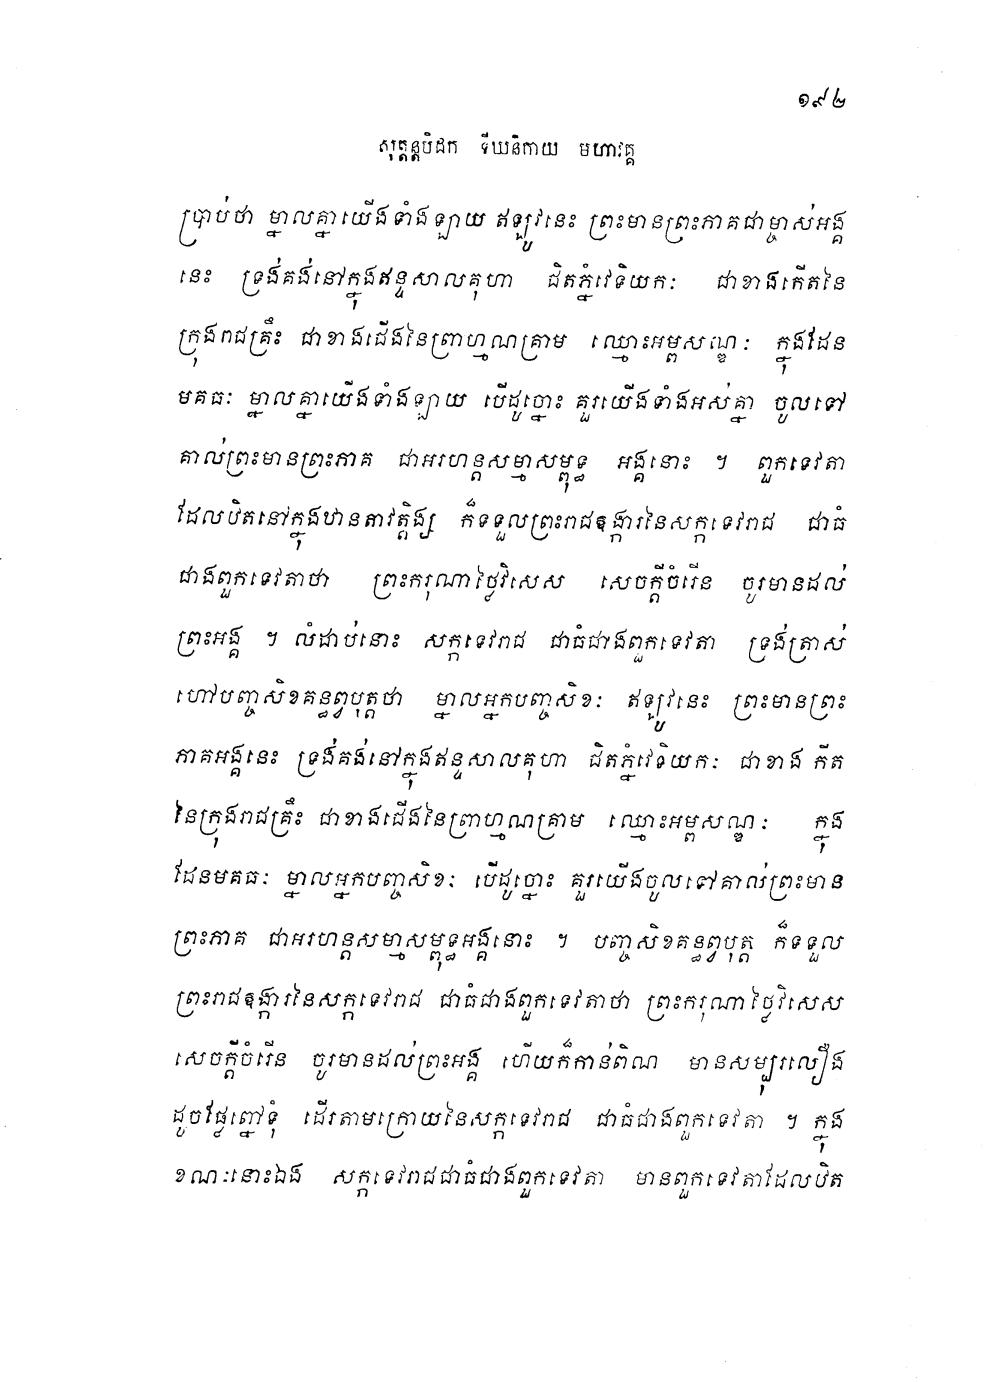 ១៩២
សុត្តន្តបិដក ទីឃនិកាយ មហាវគ្គ
ប្រាប់ថា ម្នាលគ្នាយើងទាំងឡាយ ឥឡូវនេះ ព្រះមានព្រះភាគជាម្ចាស់អង្គ
នេះ ទ្រង់គង់នៅក្នុងឥន្ទសាលគុហា ជិតភ្នំវេទិយកៈ ជាខាងកើតនៃ
ក្រុងរាជគ្រឹះ ជាខាងជើងនៃព្រាហ្មណគ្រាម ឈ្មោះអម្ពសណ្ឌៈ ក្នុងដែន
មគធៈ ម្នាលគ្នាយើងទាំងឡាយ បើដូច្នោះ គួរយើងទាំងអស់គ្នា ចូលទៅ
គាល់ព្រះមានព្រះភាគ ជាអរហន្តសម្មាសម្ពុទ្ធ អង្គនោះ ។ ពួកទេវតា
ដែលឋិតនៅក្នុងឋានតាវត្តិង្ស ក៏ទទួលព្រះរាជឱង្ការនៃសក្កទេវរាជ ជាធំ
ជាងពួកទេវតាថា ព្រះករុណាថ្លៃវិសេស សេចក្តីចំរើន ចូរមានដល់
ព្រះអង្គ ។ លំដាប់នោះ សក្កទេវរាជ ជាធំជាងពួកទេវតា ទ្រង់ត្រាស់
ហៅបញ្ចសិខគន្ធព្វបុត្តថា ម្នាលអ្នកបញ្ចសិខៈ ឥឡូវនេះ ព្រះមានព្រះ
ភាគអង្គនេះ ទ្រង់គង់នៅក្នុងឥន្ទសាលគុហា ជិតភ្នំវេទិយកៈ ជាខាង កើត
នៃក្រុងរាជគ្រឹះ ជាខាងជើងនៃព្រាហ្មណគ្រាម ឈ្មោះអម្ពសណ្ឌៈ ក្នុង
ដែនមគធៈ ម្នាលអ្នកបញ្ចសិខៈ បើដូច្នោះ គួរយើងចូលទៅគាល់ព្រះមាន
ព្រះភាគ ជាអរហន្តសម្មាសម្ពុទ្ធអង្គនោះ ។ បញ្ចសិខគន្ធព្វបុត្ត ក៏ទទួល
ព្រះរាជឱង្ការនៃសក្កទេវរាជ ជាធំជាងពួកទេវតាថា ព្រះករុណាថ្លៃវិសេស
សេចក្តីចំរើន ចូរមានដល់ព្រះអង្គ ហើយក៏កាន់ពិណ មានសម្បុរលឿង
ដូចផ្លែព្នៅទុំ ដើរតាមក្រោយនៃសក្កទេវរាជ ជាធំជាងពួកទេវតា ។ ក្នុង
ខណៈនោះឯង សក្កទេវរាជជាធំជាងពួកទេវតា មានពួកទេវតាដែលឋិត